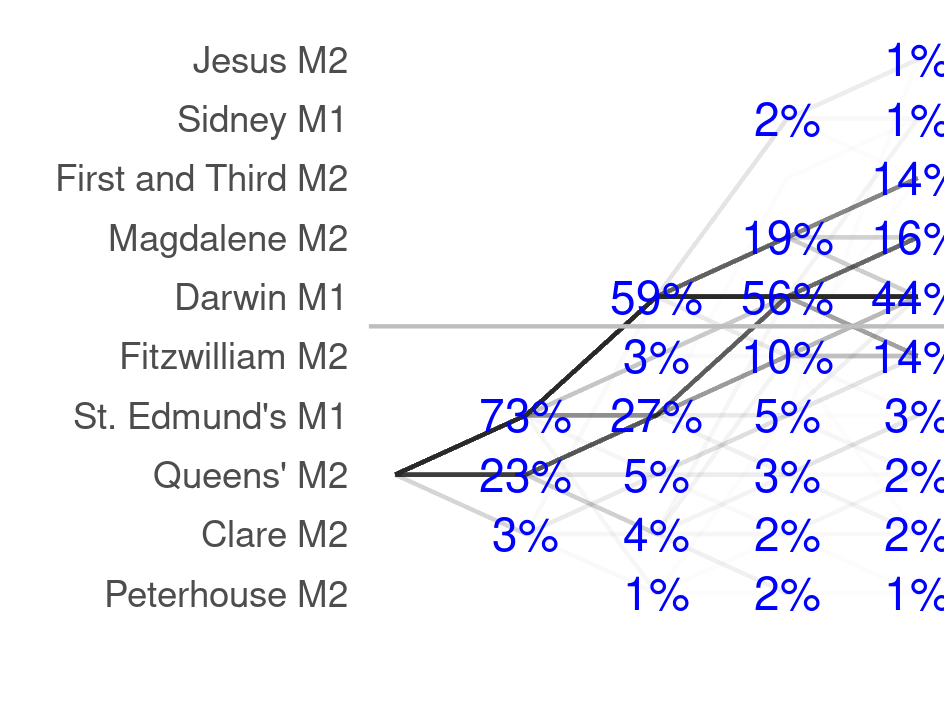 Jesus M2 1%
Sidney M1 2% 1%
First and Third M2 14%
Magdalene M2 19% 16%
Darwin M1 59% 56% 44%
Fitzwilliam M2 3% 10% 14%
St. Edmund's M1 73% 27% 5% 3%
Queens' M2 23% 5% 3% 2%
Clare M2 3% 4% 2% 2%
Peterhouse M2 1% 2% 1%